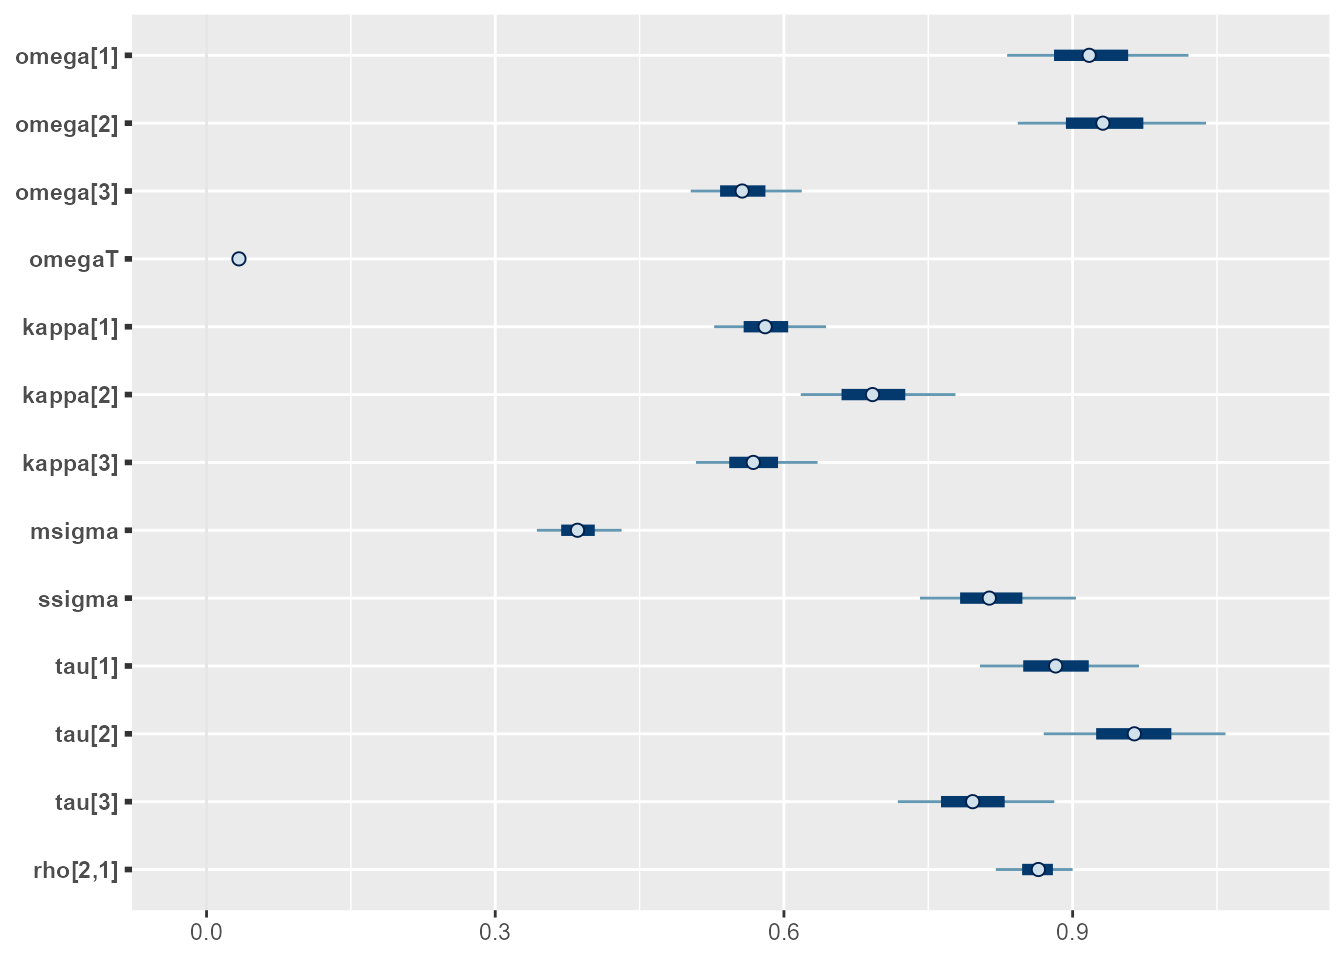 omega[1]
omega[2]
omega[3]
omegaT
kappa[1]
kappa[2]
kappa[3]
msigma
ssigma
tau[1]
tau[2]
tau[3]
rho[2,1]
0.0 0.3 0.6 0.9